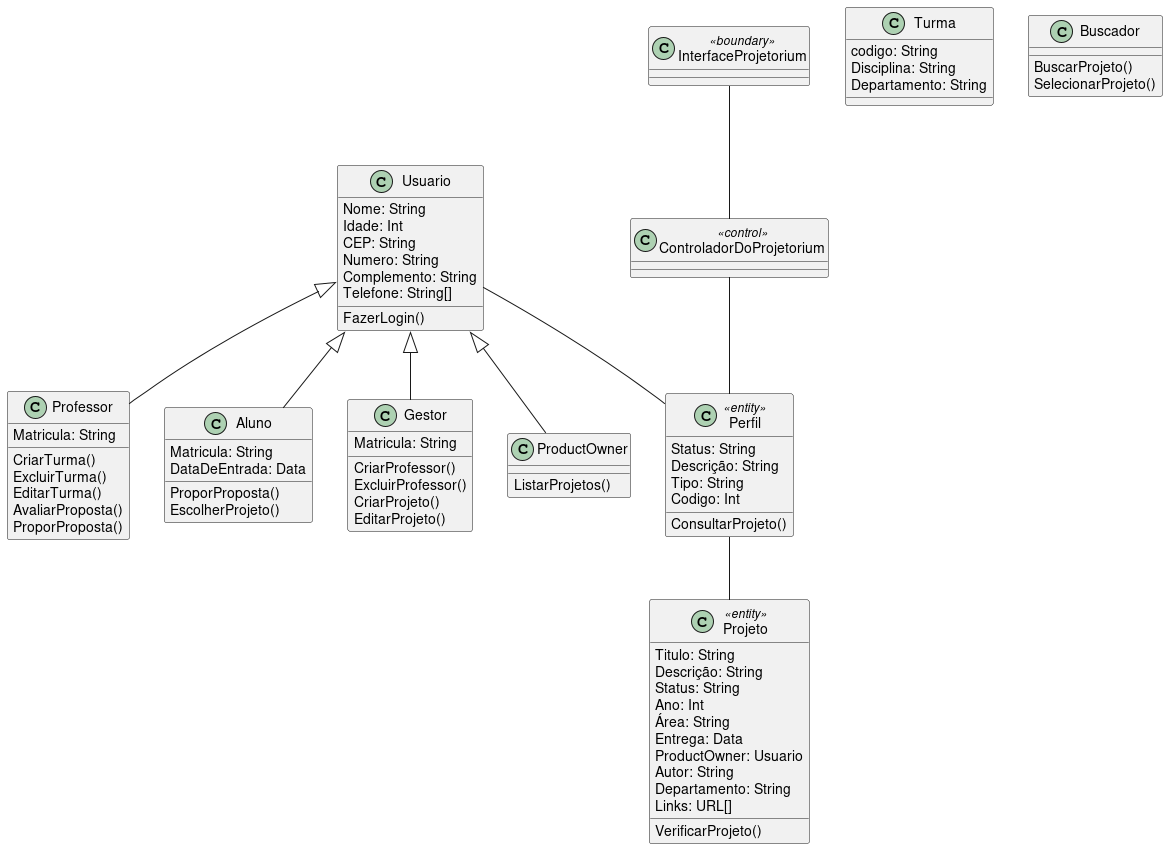 «boundary»
InterfaceProjetorium
Turma
codigo: String
Disciplina: String
Departamento: String
Buscador
BuscarProjeto()
SelecionarProjeto()
Usuario
Nome: String
Idade: Int
CEP: String
Numero: String
Complemento: String
Telefone: String[]
FazerLogin()
«control»
ControladorDoProjetorium
Professor
Matricula: String
CriarTurma()
ExcluirTurma()
EditarTurma()
AvaliarProposta()
ProporProposta()
Aluno
Matricula: String
DataDeEntrada: Data
ProporProposta()
EscolherProjeto()
Gestor
Matricula: String
CriarProfessor()
ExcluirProfessor()
CriarProjeto()
EditarProjeto()
ProductOwner
ListarProjetos()
«entity»
Perfil
Status: String
Descrição: String
Tipo: String
Codigo: Int
ConsultarProjeto()
«entity»
Projeto
Titulo: String
Descrição: String
Status: String
Ano: Int
Área: String
Entrega: Data
ProductOwner: Usuario
Autor: String
Departamento: String
Links: URL[]
VerificarProjeto()